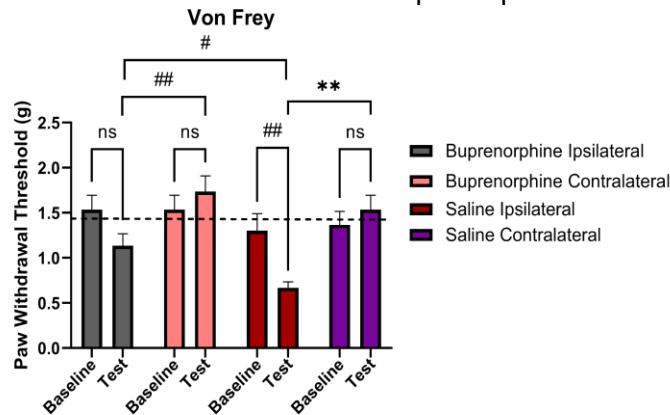 Von Frey
#
##
**
ns
ns
##
ns
Paw Withdrawal Threshold (g)
2.5
2.0
1.5
1.0
0.5
0.0
Baseline
Test
Baseline
Test
Baseline
Test
Baseline
Test
Buprenorphine Ipsilateral
Buprenorphine Contralateral
Saline Ipsilateral
Saline Contralateral